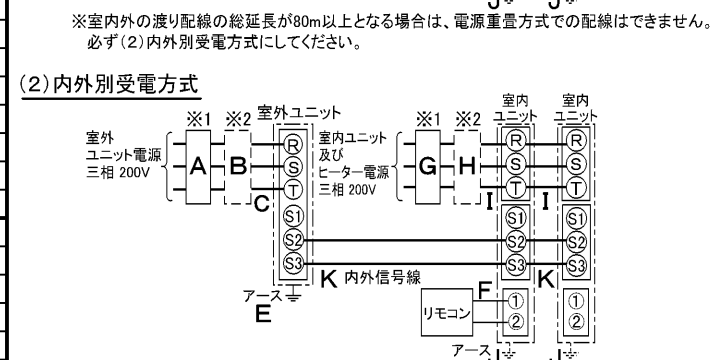 J J
※室内外の渡り配線の総延長が80m以上となる場合は、電源重畳方式での配線はできません。
必ず(2)内外別受電方式にしてください。
(2)内外別受電方式
※1 ※2 室外ユニット
室外
ユニット電源
三相 200V
A B
C
R
S
T
S1
S2
S3
アース
E
※1 ※2
室内ユニット
及び
ヒーター電源
三相 200V
G H
室内
ユニット
室内
ユニット
R R
S S
T T
I I
S1 S1
S2 S2
S3 S3
K 内外信号線
K
F
リモコン
① ①
② ②
アース J J